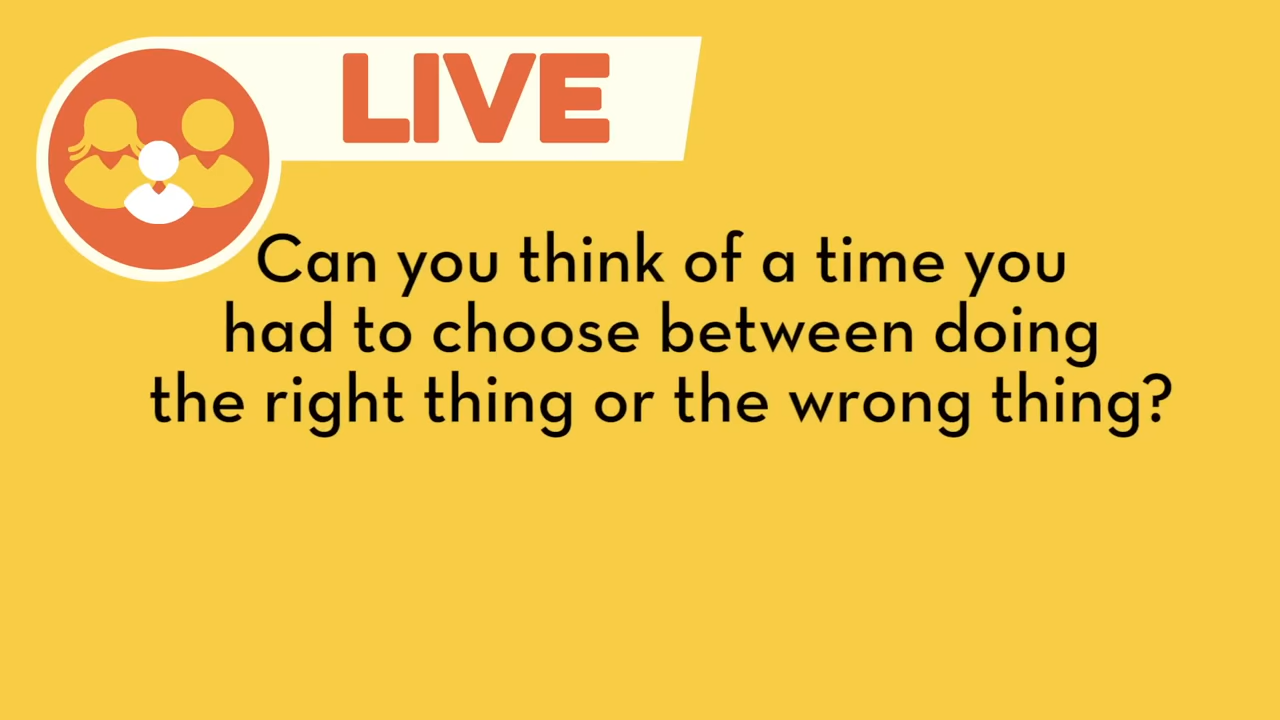 LIVE
Can you think of a time you
had to choose between doing
the right thing or the wrong thing?